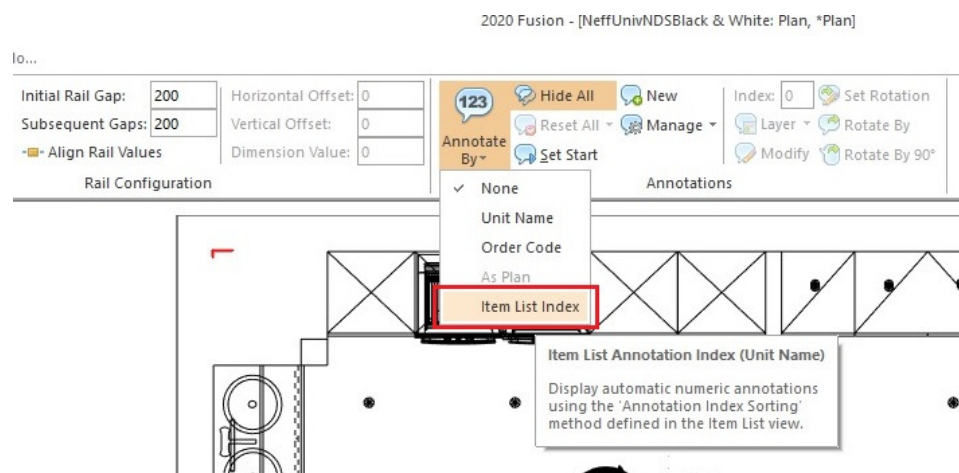 2020 Fusion - [NeffUnivNDSBlack & White: Plan, *Plan]
lo...
Initial Rail Gap: 200 Horizontal Offset: 0 123 Hide All New Index: 0 Set Rotation
Subsequent Gaps: 200 Vertical Offset: 0 Reset All Manage Layer Rotate By
Align Rail Values Dimension Value: 0 Annotate By Set Start Modify Rotate By 90°
Rail Configuration Annotations
None
Unit Name
Order Code
As Plan
Item List Index
Item List Annotation Index (Unit Name)
Display automatic numeric annotations
using the 'Annotation Index Sorting'
method defined in the Item List view.